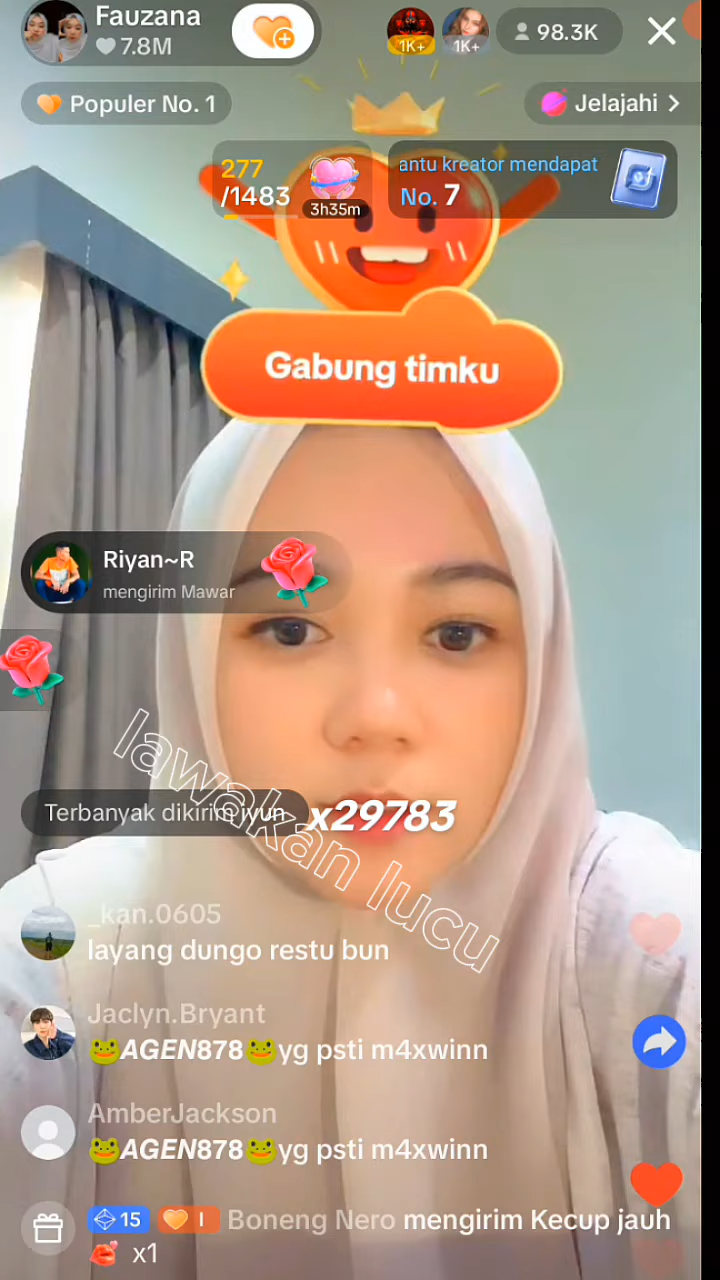 Fauzana
7.8M
1K+
1K+
98.3K
Populer No. 1
Jelajahi
277
/1483
3h35m
antu kreator mendapat
No. 7
Gabung timku
Riyan~R
mengirim Mawar
Terbanyak dikirim iyun x29783
lawakan lucu
_kan.0605
layang dungo restu bun
Jaclyn.Bryant
🐸AGEN878🐸yg psti m4xwinn
AmberJackson
🐸AGEN878🐸yg psti m4xwinn
15 I Boneng Nero mengirim Kecup jauh
x1